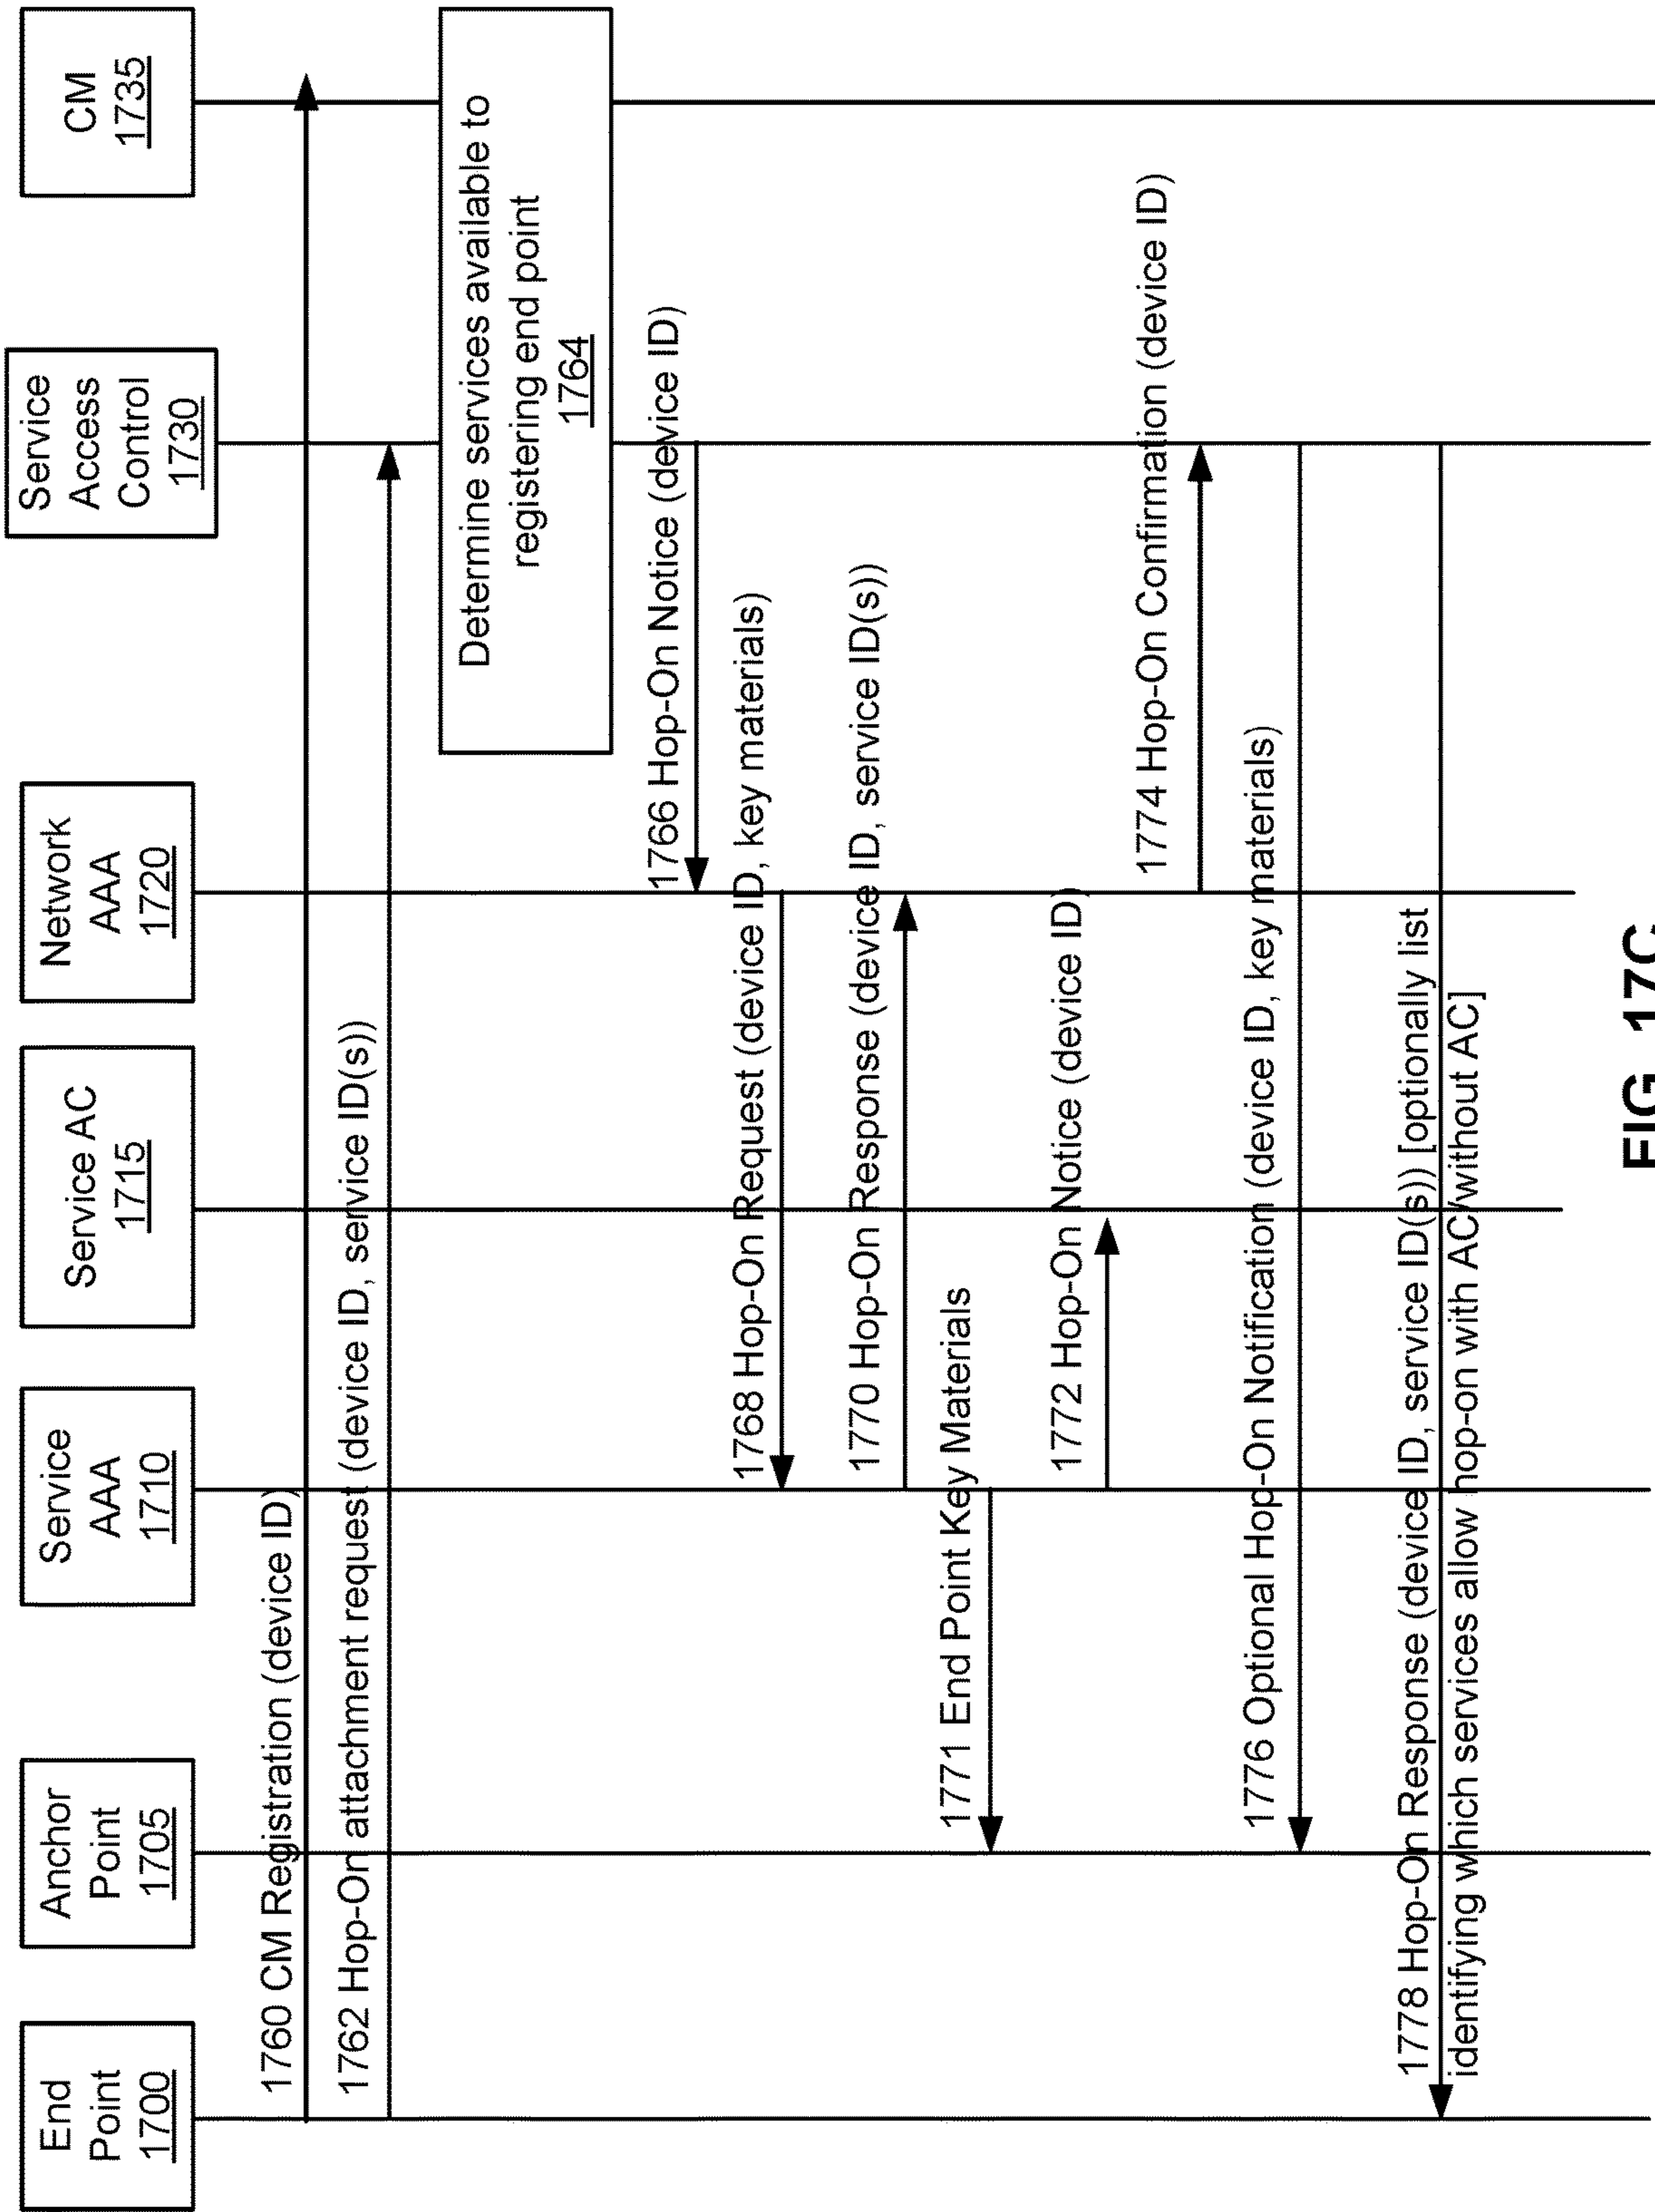 End
Point
1700
Anchor
Point
1705
Service
AAA
1710
Service AC
1715
Network
AAA
1720
Service
Access
Control
1730
CM
1735
1760 CM Registration (device ID)
1762 Hop-On attachment request (device ID, service ID(s))
Determine services available to
registering end point
1764
1766 Hop-On Notice (device ID)
1768 Hop-On Request (device ID, key materials)
1770 Hop-On Response (device ID, service ID(s))
1771 End Point Key Materials
1772 Hop-On Notice (device ID)
1774 Hop-On Confirmation (device ID)
1776 Optional Hop-On Notification (device ID, key materials)
1778 Hop-On Response (device ID, service ID(s)) [optionally list
identifying which services allow hop-on with AC/without AC]
FIG. 17C